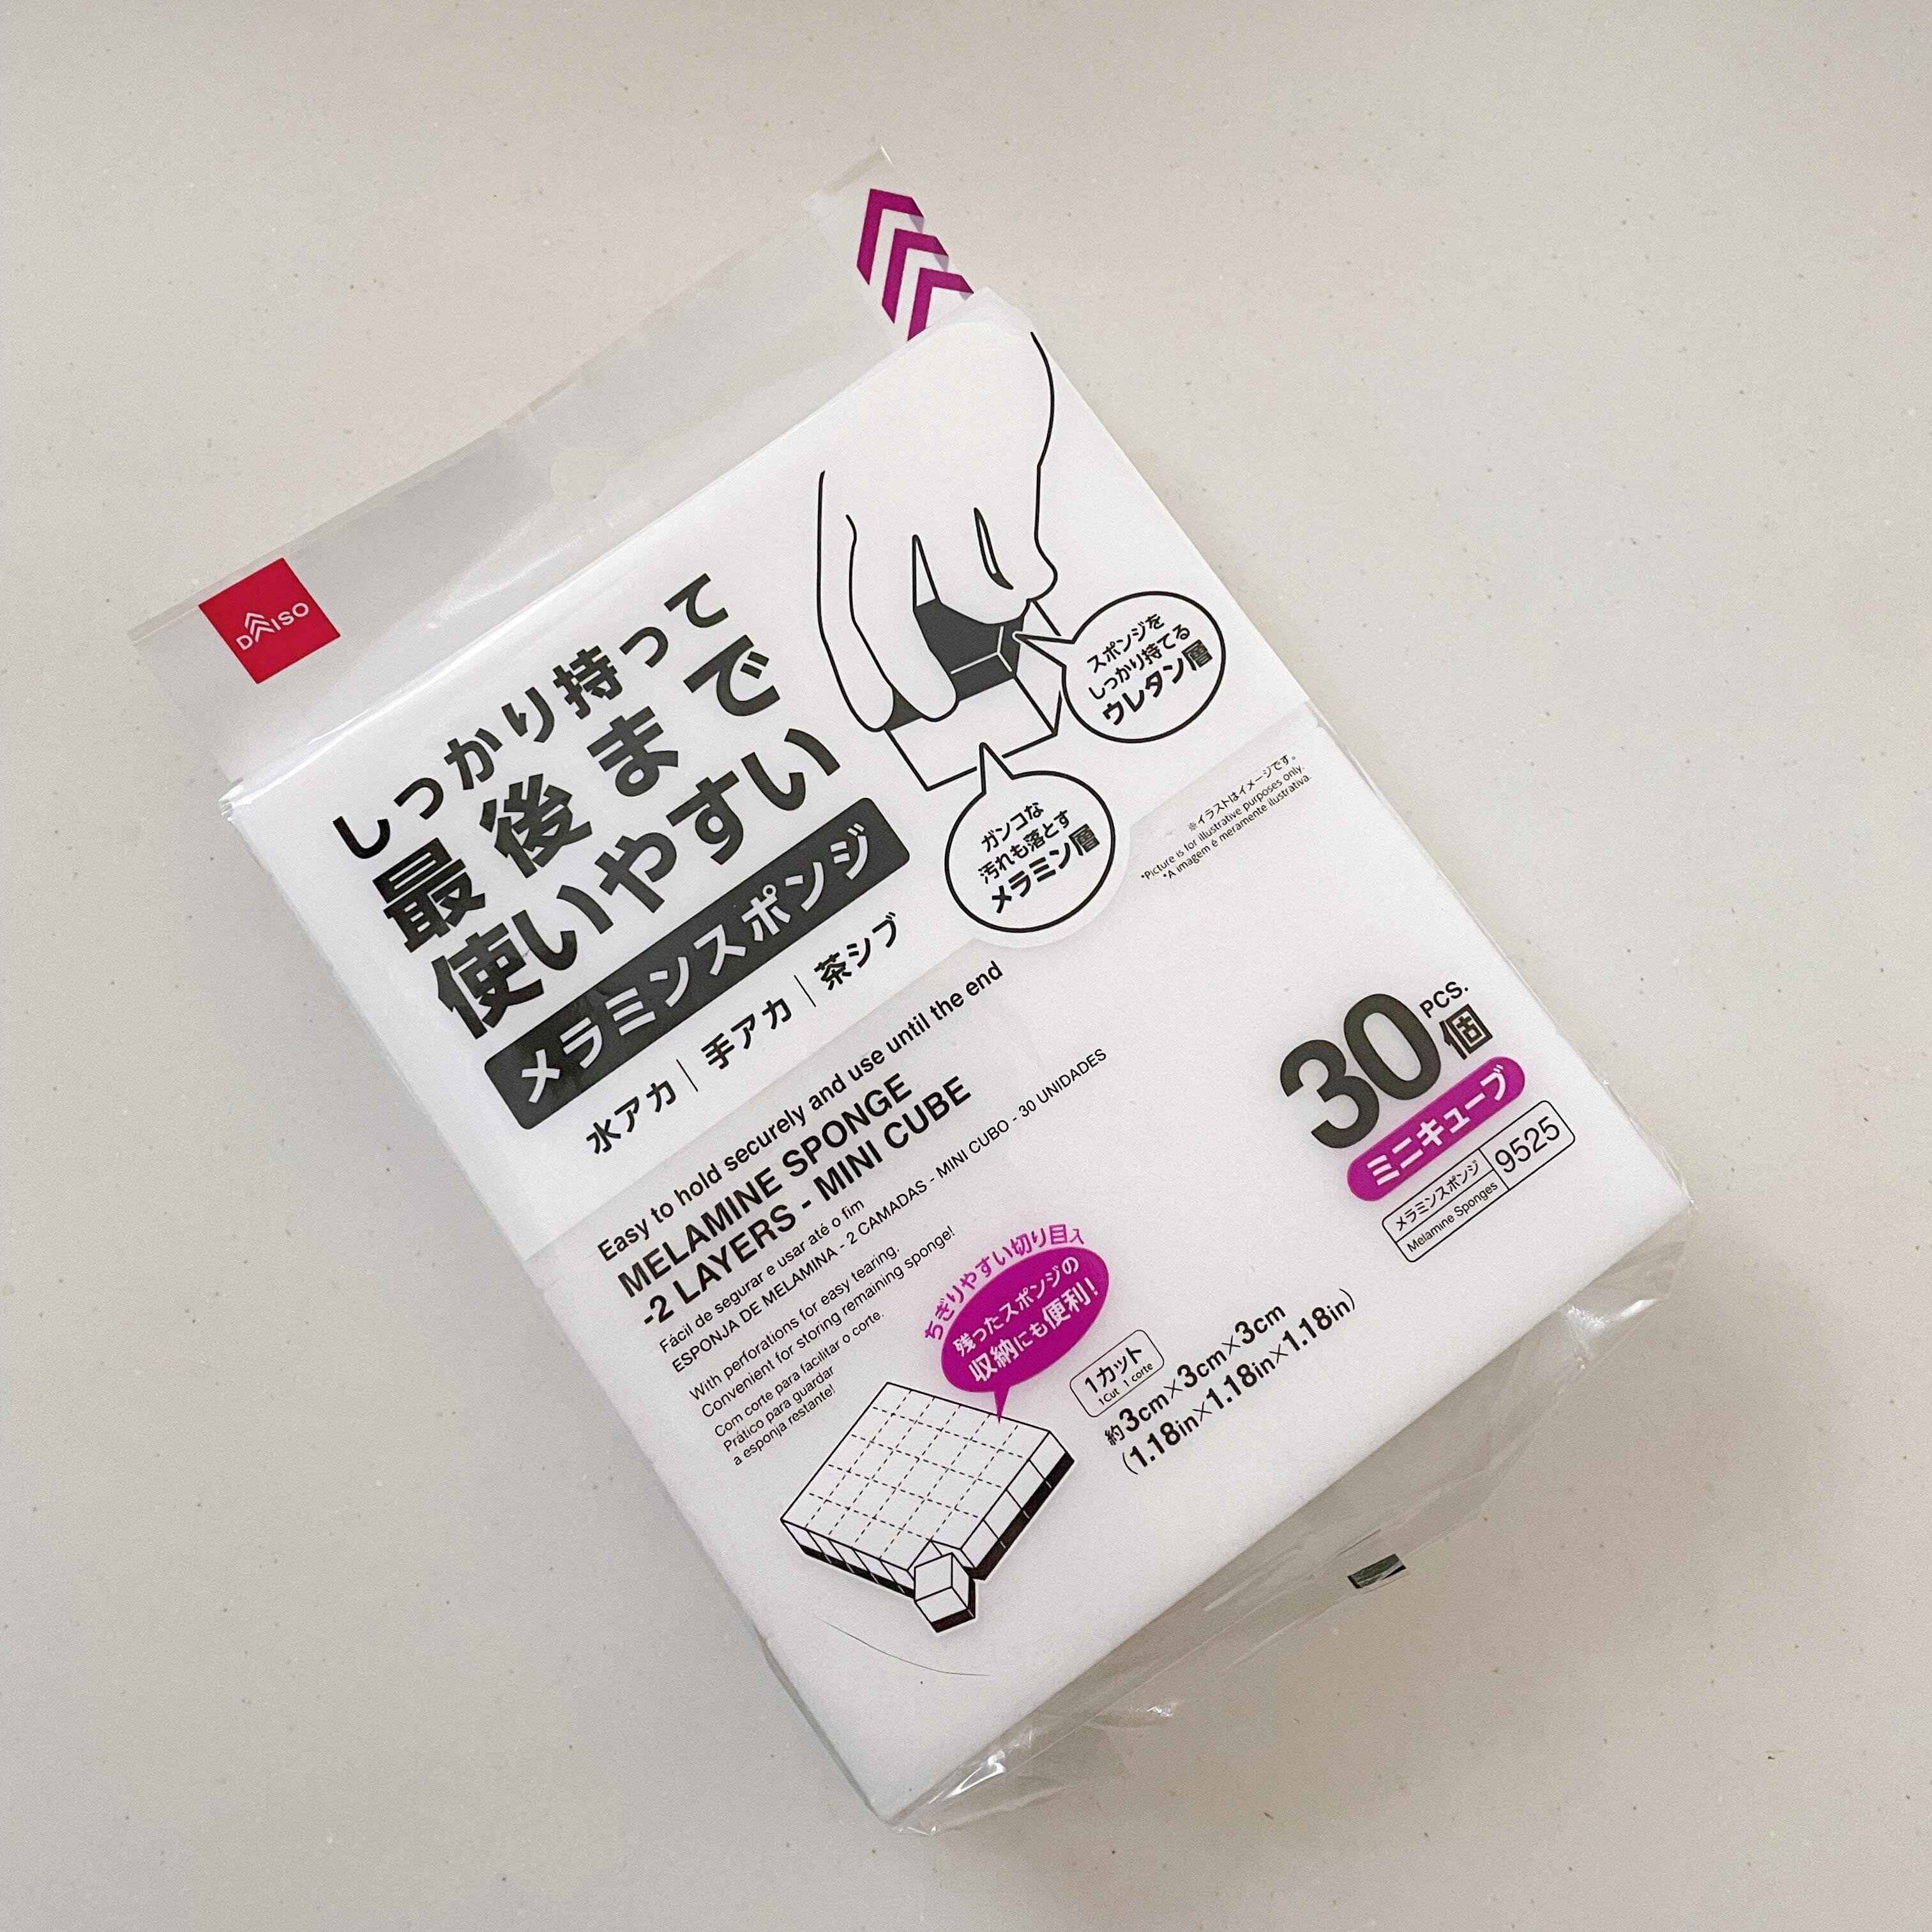 DAISO
しっかり持って
最後まで
使いやすい
メラミンスポンジ
水アカ｜手アカ｜茶シブ
スポンジを
しっかり持てる
ウレタン層
ガンコな
汚れも落とす
メラミン層
※イラストはイメージです。
*Picture is for illustrative purposes only.
*A imagem é meramente ilustrativa.
Easy to hold securely and use until the end
MELAMINE SPONGE
-2 LAYERS - MINI CUBE
Fácil de segurar e usar até o fim
ESPONJA DE MELAMINA - 2 CAMADAS - MINI CUBO - 30 UNIDADES
With perforations for easy tearing.
Convenient for storing remaining sponge!
Com corte para facilitar o corte.
Prático para guardar
a esponja restante!
30 PCS. 個
ミニキューブ
メラミンスポンジ
Melamine Sponges
9525
ちぎりやすい切り目入
残ったスポンジの
収納にも便利!
1カット
1Cut 1 corte
約3cm×3cm×3cm
(1.18in×1.18in×1.18in)